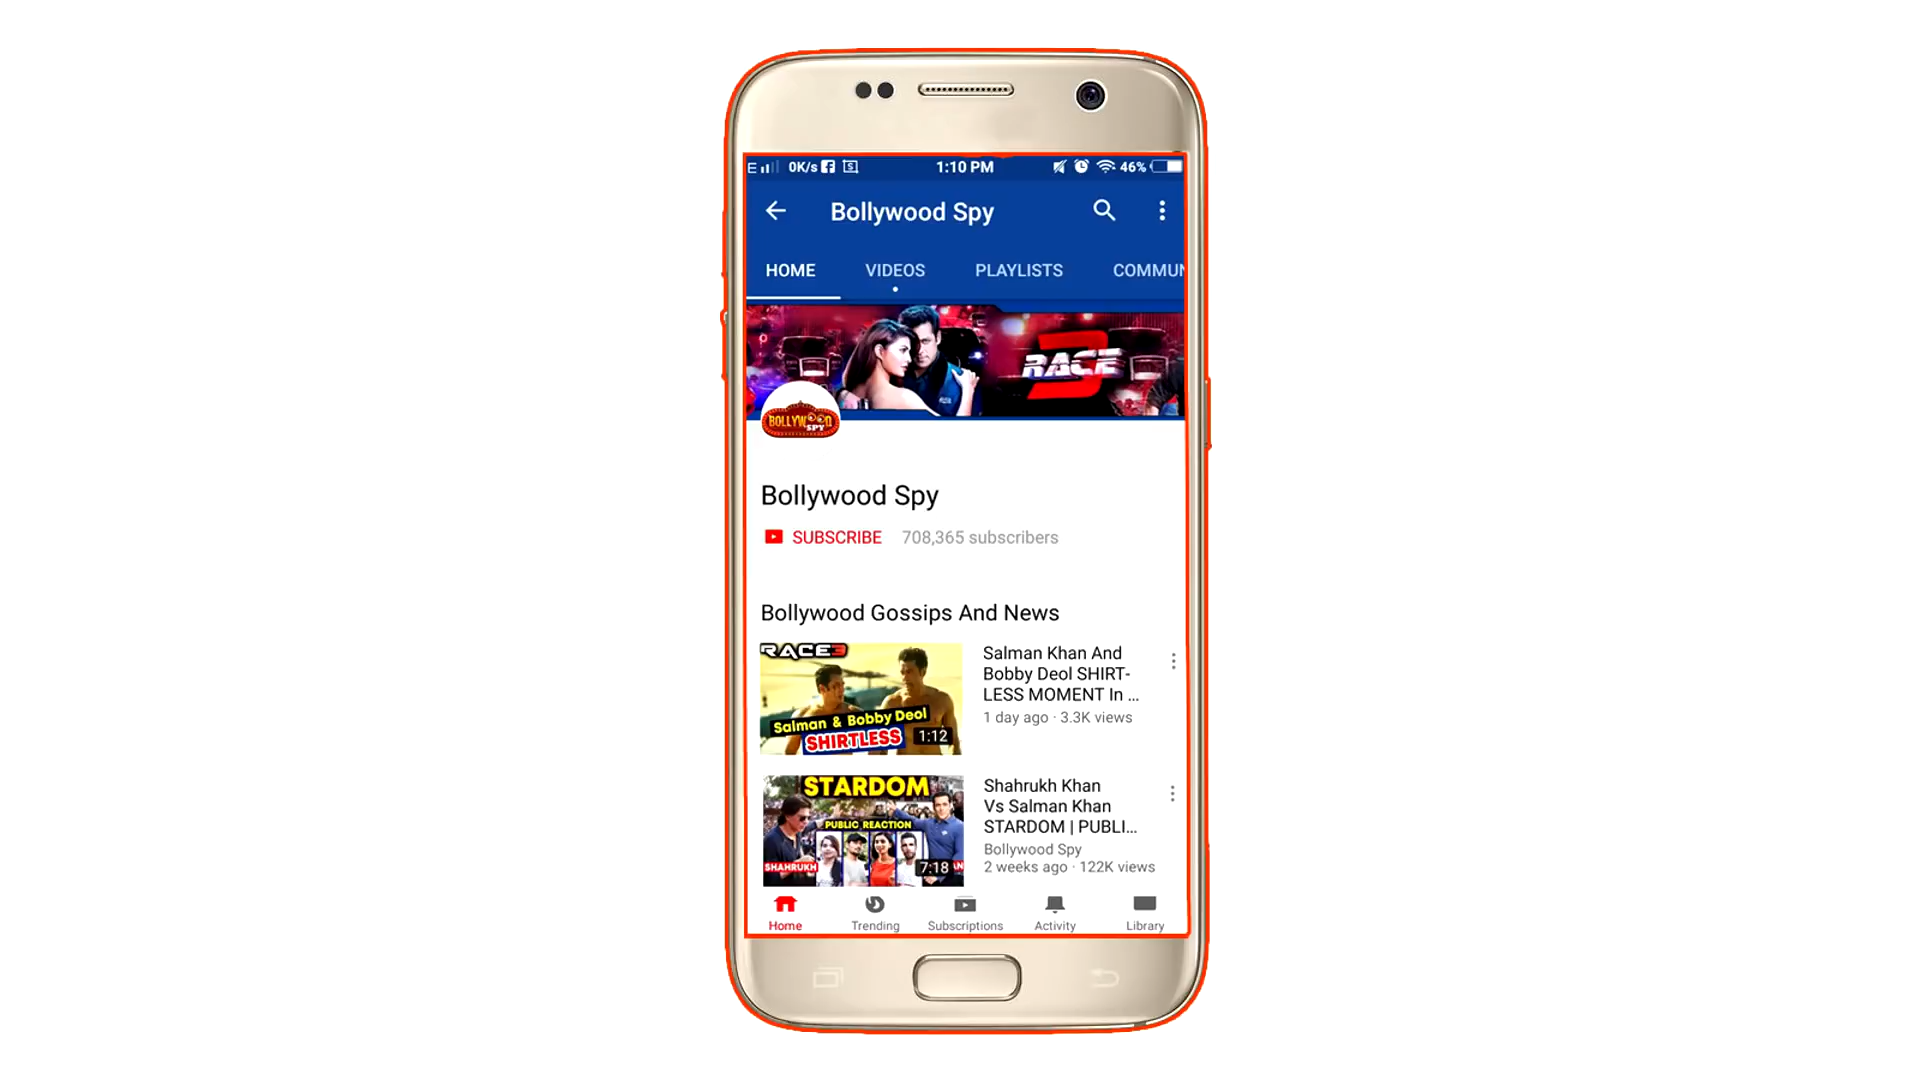 E 0K/s 1:10 PM 46%
Bollywood Spy
HOME VIDEOS PLAYLISTS COMMUN
RACE 3
BOLLYWOOD
SPY
Bollywood Spy
SUBSCRIBE 708,365 subscribers
Bollywood Gossips And News
RACE3
Salman & Bobby Deol
SHIRTLESS
1:12
Salman Khan And
Bobby Deol SHIRT-
LESS MOMENT In ...
1 day ago · 3.3K views
STARDOM
PUBLIC REACTION
SHAHRUKH
7:18
Shahrukh Khan
Vs Salman Khan
STARDOM | PUBLI...
Bollywood Spy
2 weeks ago · 122K views
Home Trending Subscriptions Activity Library